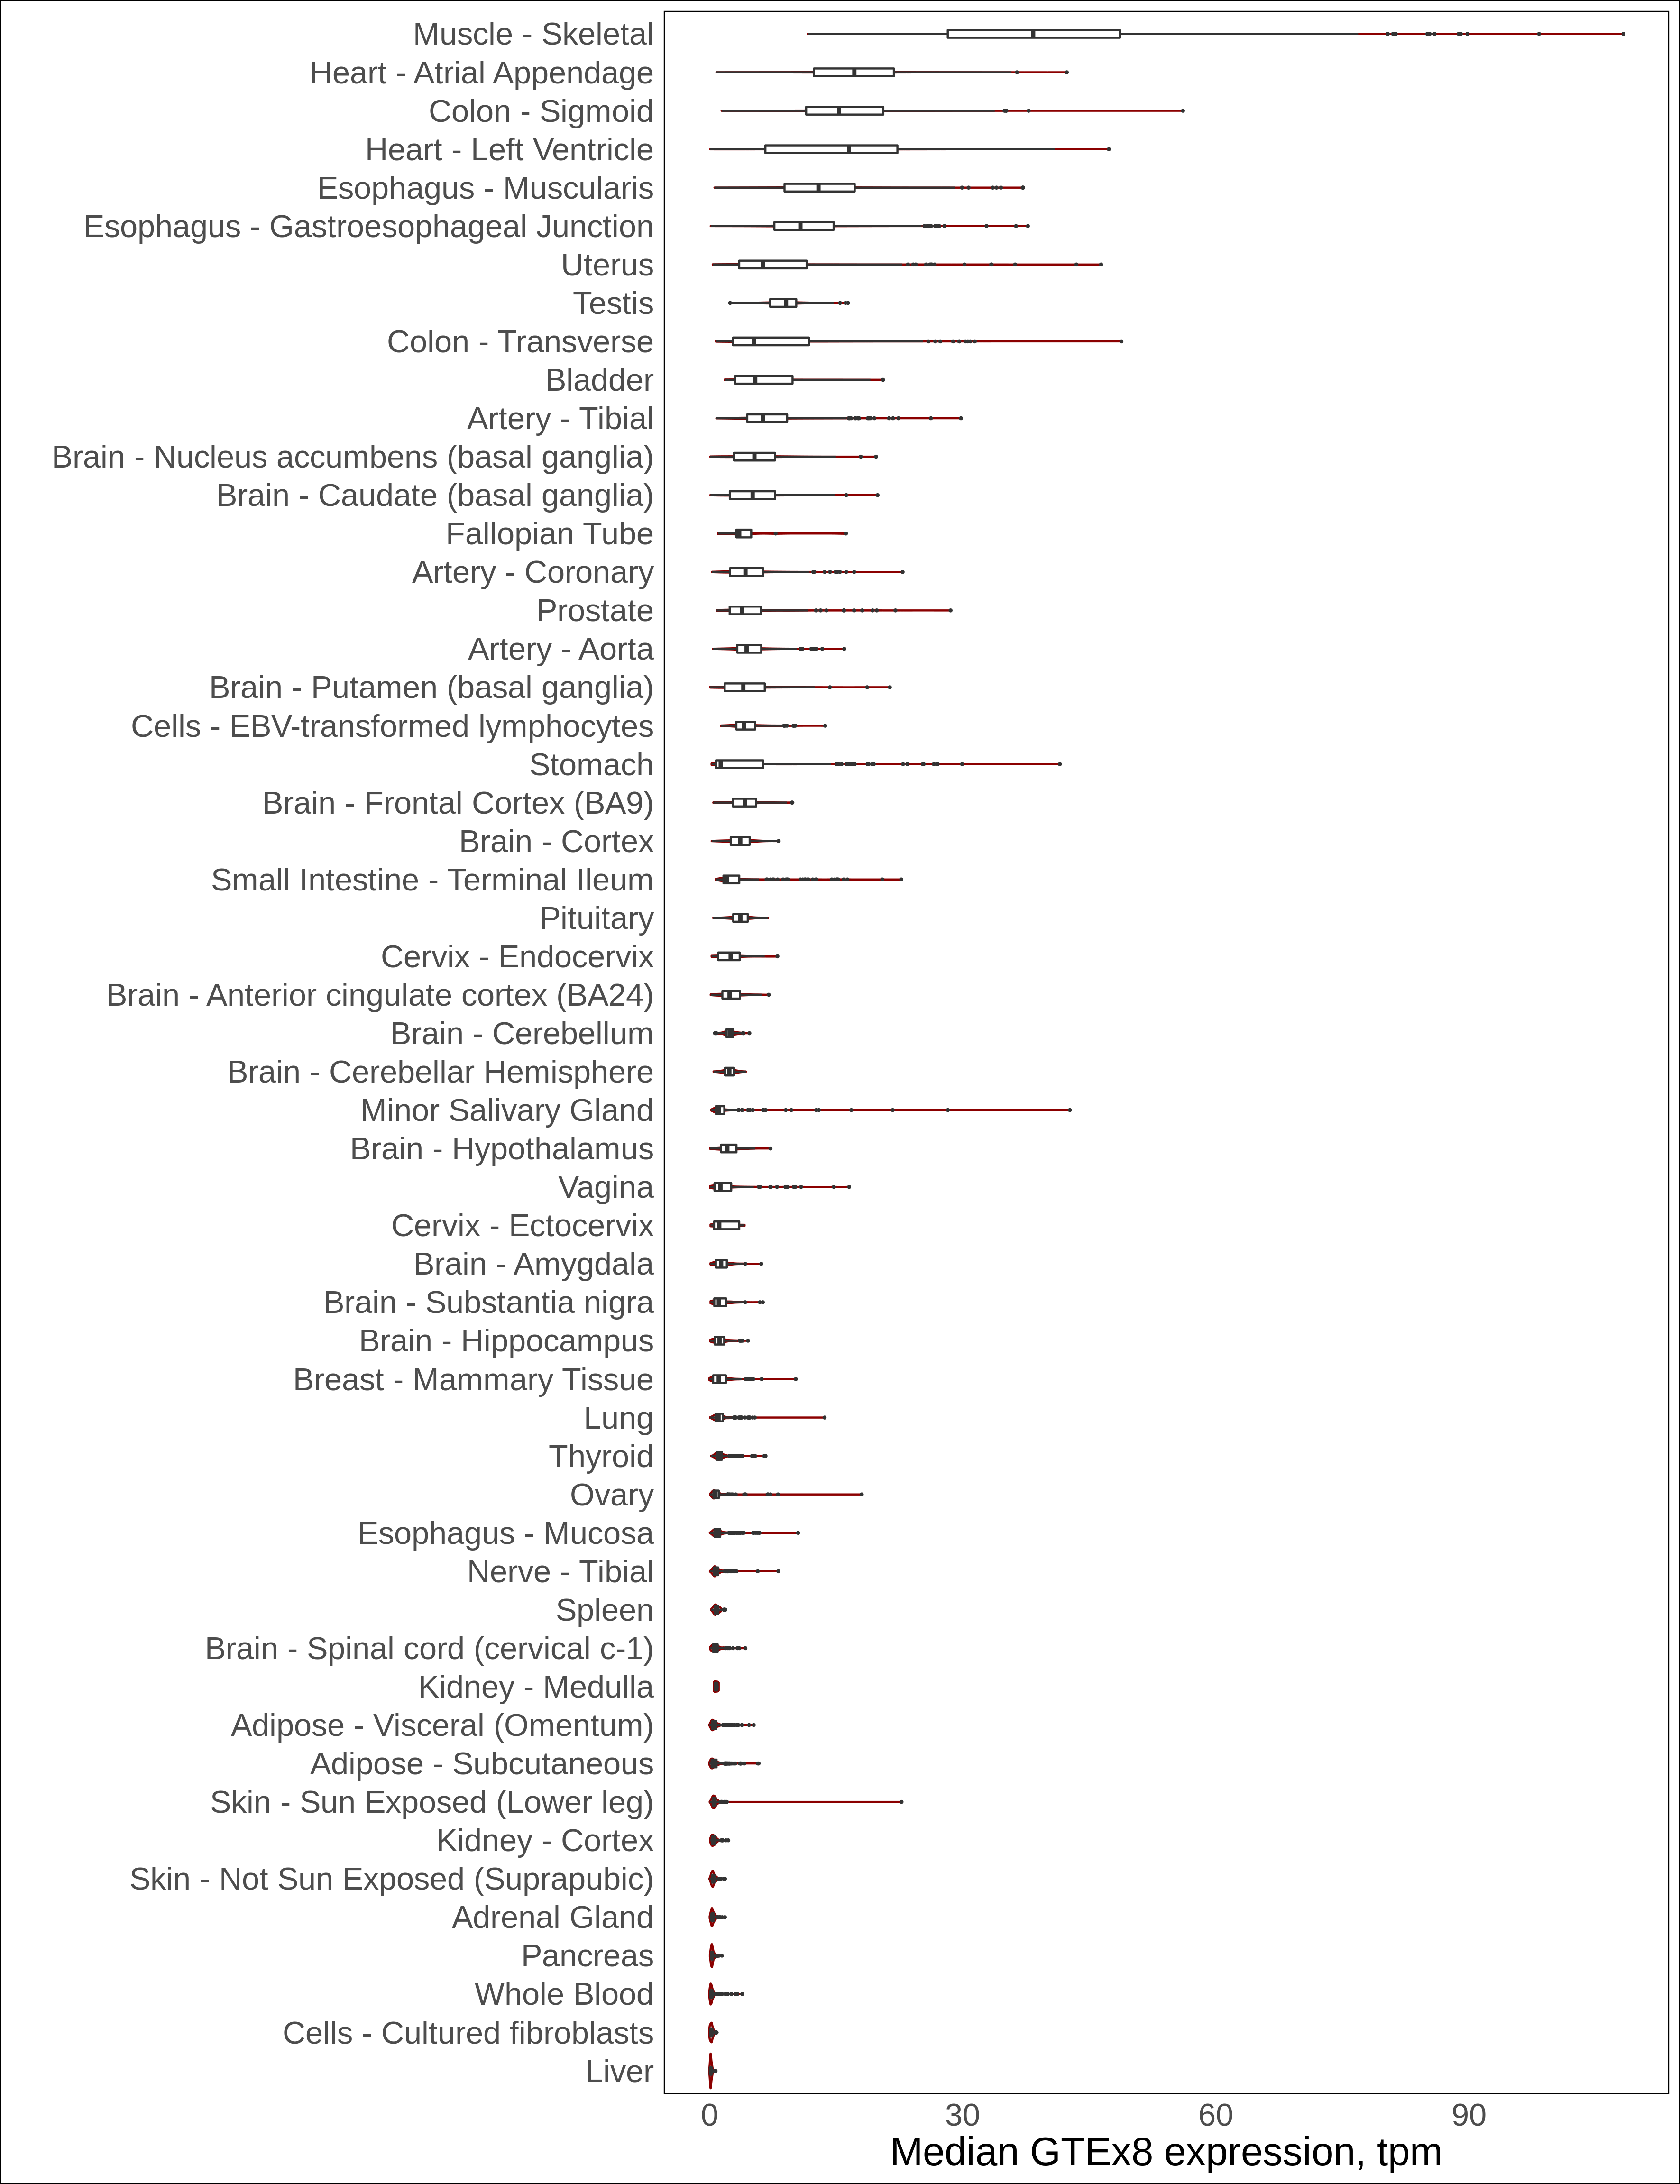 Muscle - Skeletal
Heart - Atrial Appendage
Colon - Sigmoid
Heart - Left Ventricle
Esophagus - Muscularis
Esophagus - Gastroesophageal Junction
Uterus
Testis
Colon - Transverse
Bladder
Artery - Tibial
Brain - Nucleus accumbens (basal ganglia)
Brain - Caudate (basal ganglia)
Fallopian Tube
Artery - Coronary
Prostate
Artery - Aorta
Brain - Putamen (basal ganglia)
Cells - EBV-transformed lymphocytes
Stomach
Brain - Frontal Cortex (BA9)
Brain - Cortex
Small Intestine - Terminal Ileum
Pituitary
Cervix - Endocervix
Brain - Anterior cingulate cortex (BA24)
Brain - Cerebellum
Brain - Cerebellar Hemisphere
Minor Salivary Gland
Brain - Hypothalamus
Vagina
Cervix - Ectocervix
Brain - Amygdala
Brain - Substantia nigra
Brain - Hippocampus
Breast - Mammary Tissue
Lung
Thyroid
Ovary
Esophagus - Mucosa
Nerve - Tibial
Spleen
Brain - Spinal cord (cervical c-1)
Kidney - Medulla
Adipose - Visceral (Omentum)
Adipose - Subcutaneous
Skin - Sun Exposed (Lower leg)
Kidney - Cortex
Skin - Not Sun Exposed (Suprapubic)
Adrenal Gland
Pancreas
Whole Blood
Cells - Cultured fibroblasts
Liver
0 30 60 90
Median GTEx8 expression, tpm